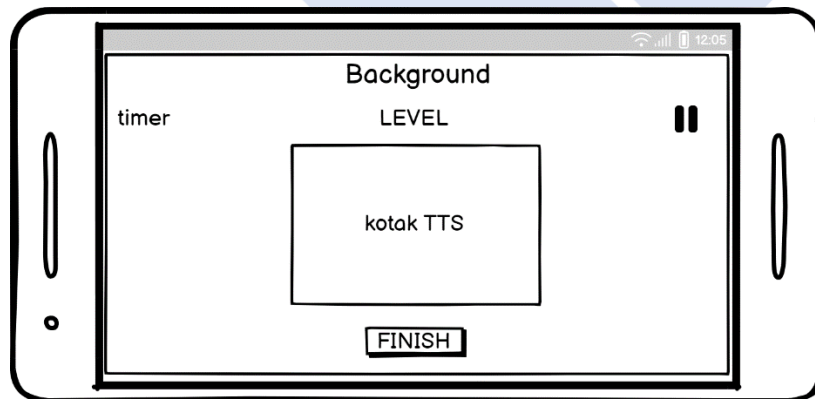 12:05
Background
timer LEVEL
kotak TTS
FINISH